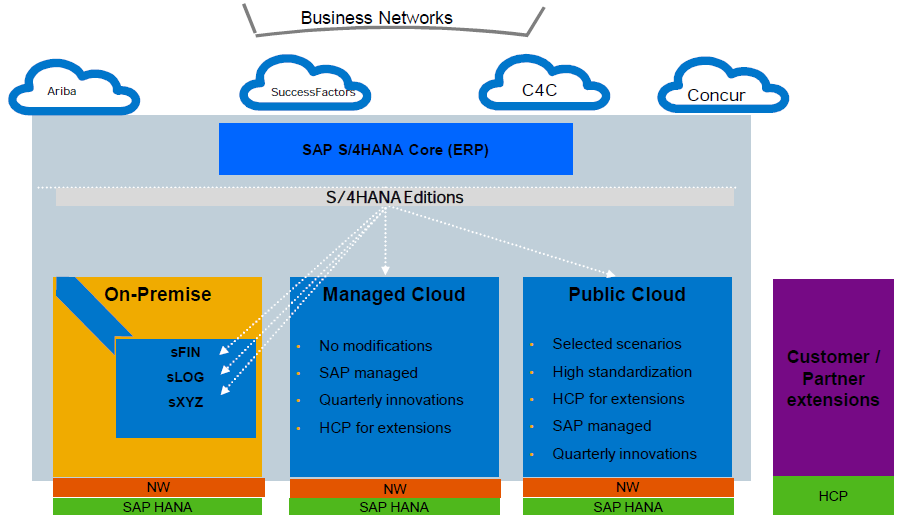 Business Networks
Ariba
SuccessFactors
C4C
Concur
SAP S/4HANA Core (ERP)
S/4HANA Editions
On-Premise
sFIN
sLOG
sXYZ
NW
SAP HANA
Managed Cloud
• No modifications
• SAP managed
• Quarterly innovations
• HCP for extensions
NW
SAP HANA
Public Cloud
• Selected scenarios
• High standardization
• HCP for extensions
• SAP managed
• Quarterly innovations
NW
SAP HANA
Customer /
Partner
extensions
HCP